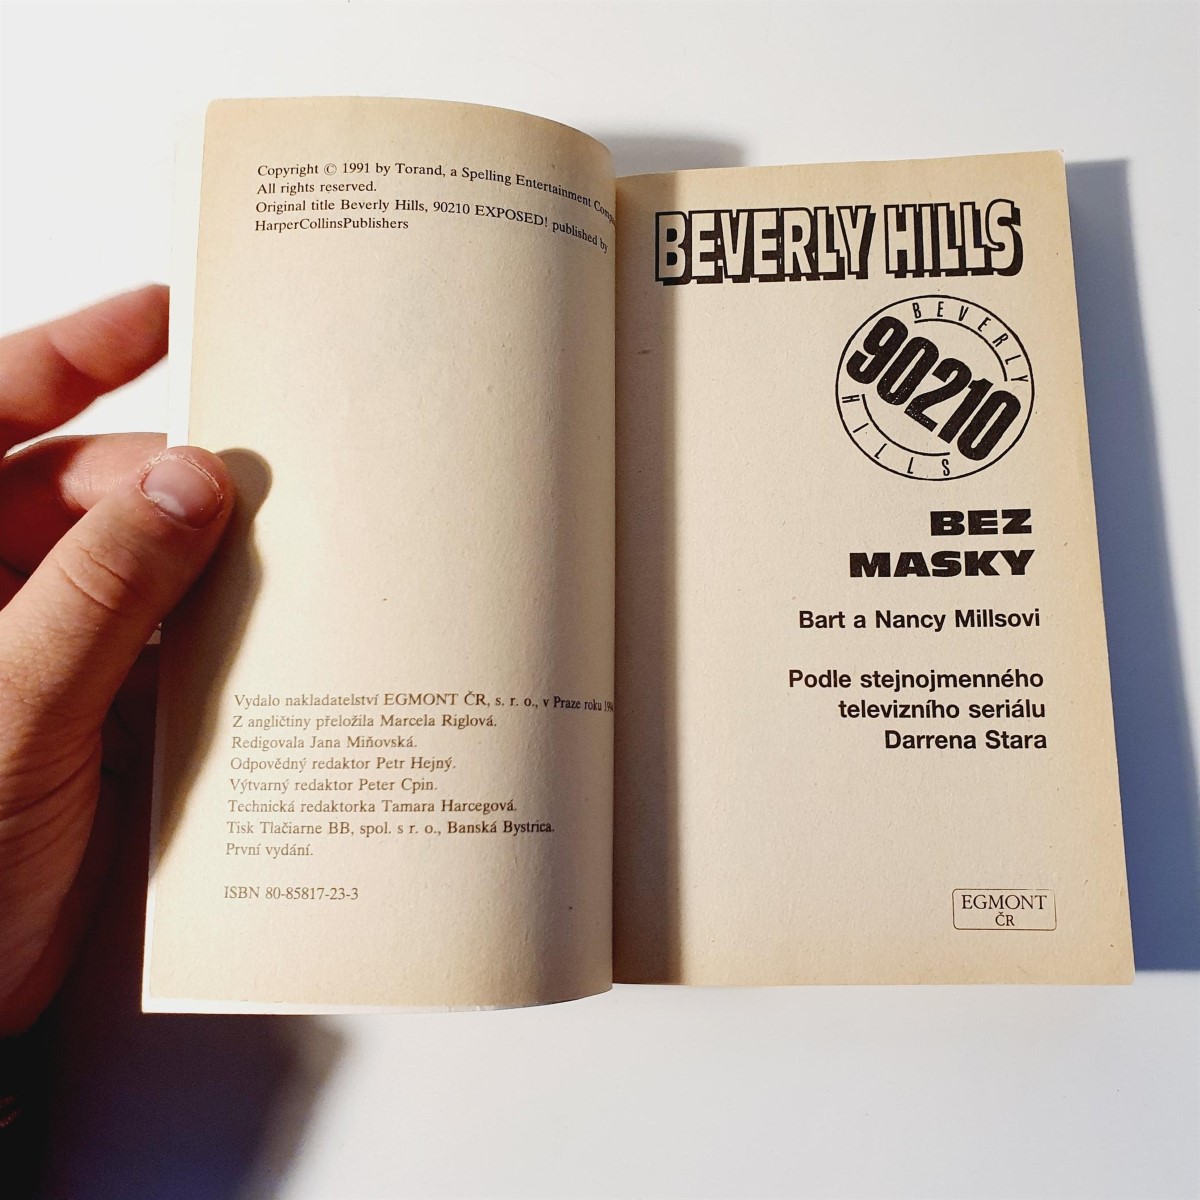 Copyright © 1991 by Torand, a Spelling Entertainment
All rights reserved.
Original title Beverly Hills, 90210 EXPOSED! published by
HarperCollinsPublishers
Vydalo nakladatelství EGMONT ČR, s. r. o., v Praze roku
Z angličtiny přeložila Marcela Riglová.
Redigovala Jana Miňovská.
Odpovědný redaktor Petr Hejný.
Výtvarný redaktor Peter Cpin.
Technická redaktorka Tamara Harcegová.
Tisk Tlačiarne BB, spol. s r. o., Banská Bystrica.
První vydání.
ISBN 80-85817-23-3
BEVERLY HILLS
BEVERLY
90210
HILLS
BEZ
MASKY
Bart a Nancy Millsovi
Podle stejnojmenného
televizního seriálu
Darrena Stara
EGMONT
ČR